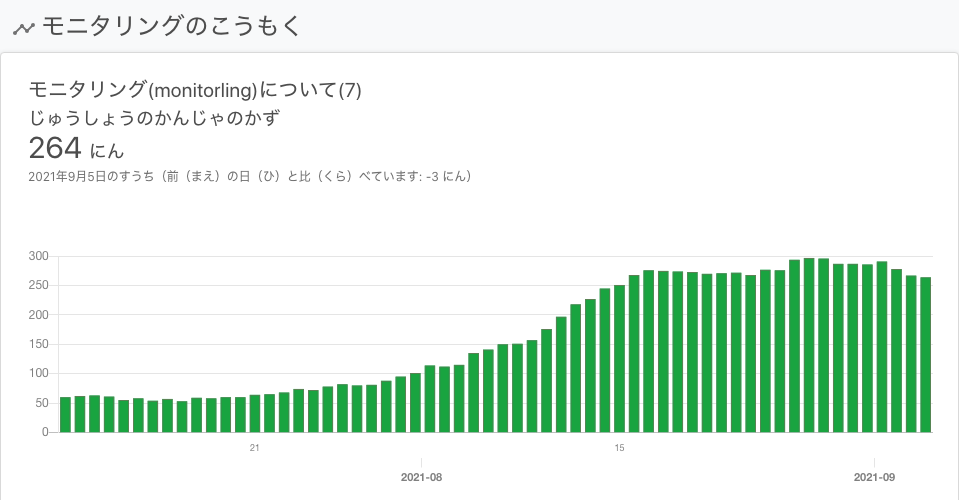 モニタリングのこうもく
モニタリング(monitorling)について(7)
じゅうしょうのかんじゃのかず
264 にん
2021年9月5日のすうち（前（まえ）の日（ひ）と比（くら）べています: -3 にん）
300
250
200
150
100
50
0
21
15
2021-08
2021-09